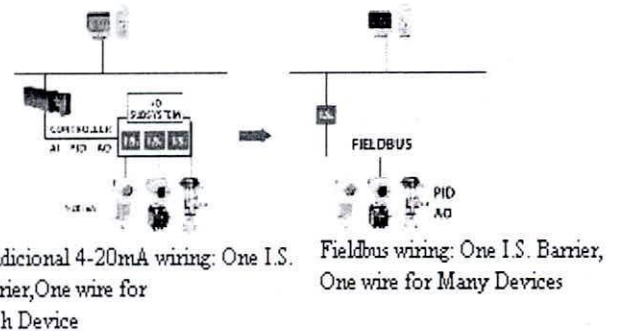 I/O
SUBSYSTEM
CONTROLLER
AI PID AO
I.S. I.S. I.S.
I.S.
FIELDBUS
PID
AO
dicional 4-20mA wiring: One I.S.
rier,One wire for
h Device
Fieldbus wiring: One I.S. Barrier,
One wire for Many Devices